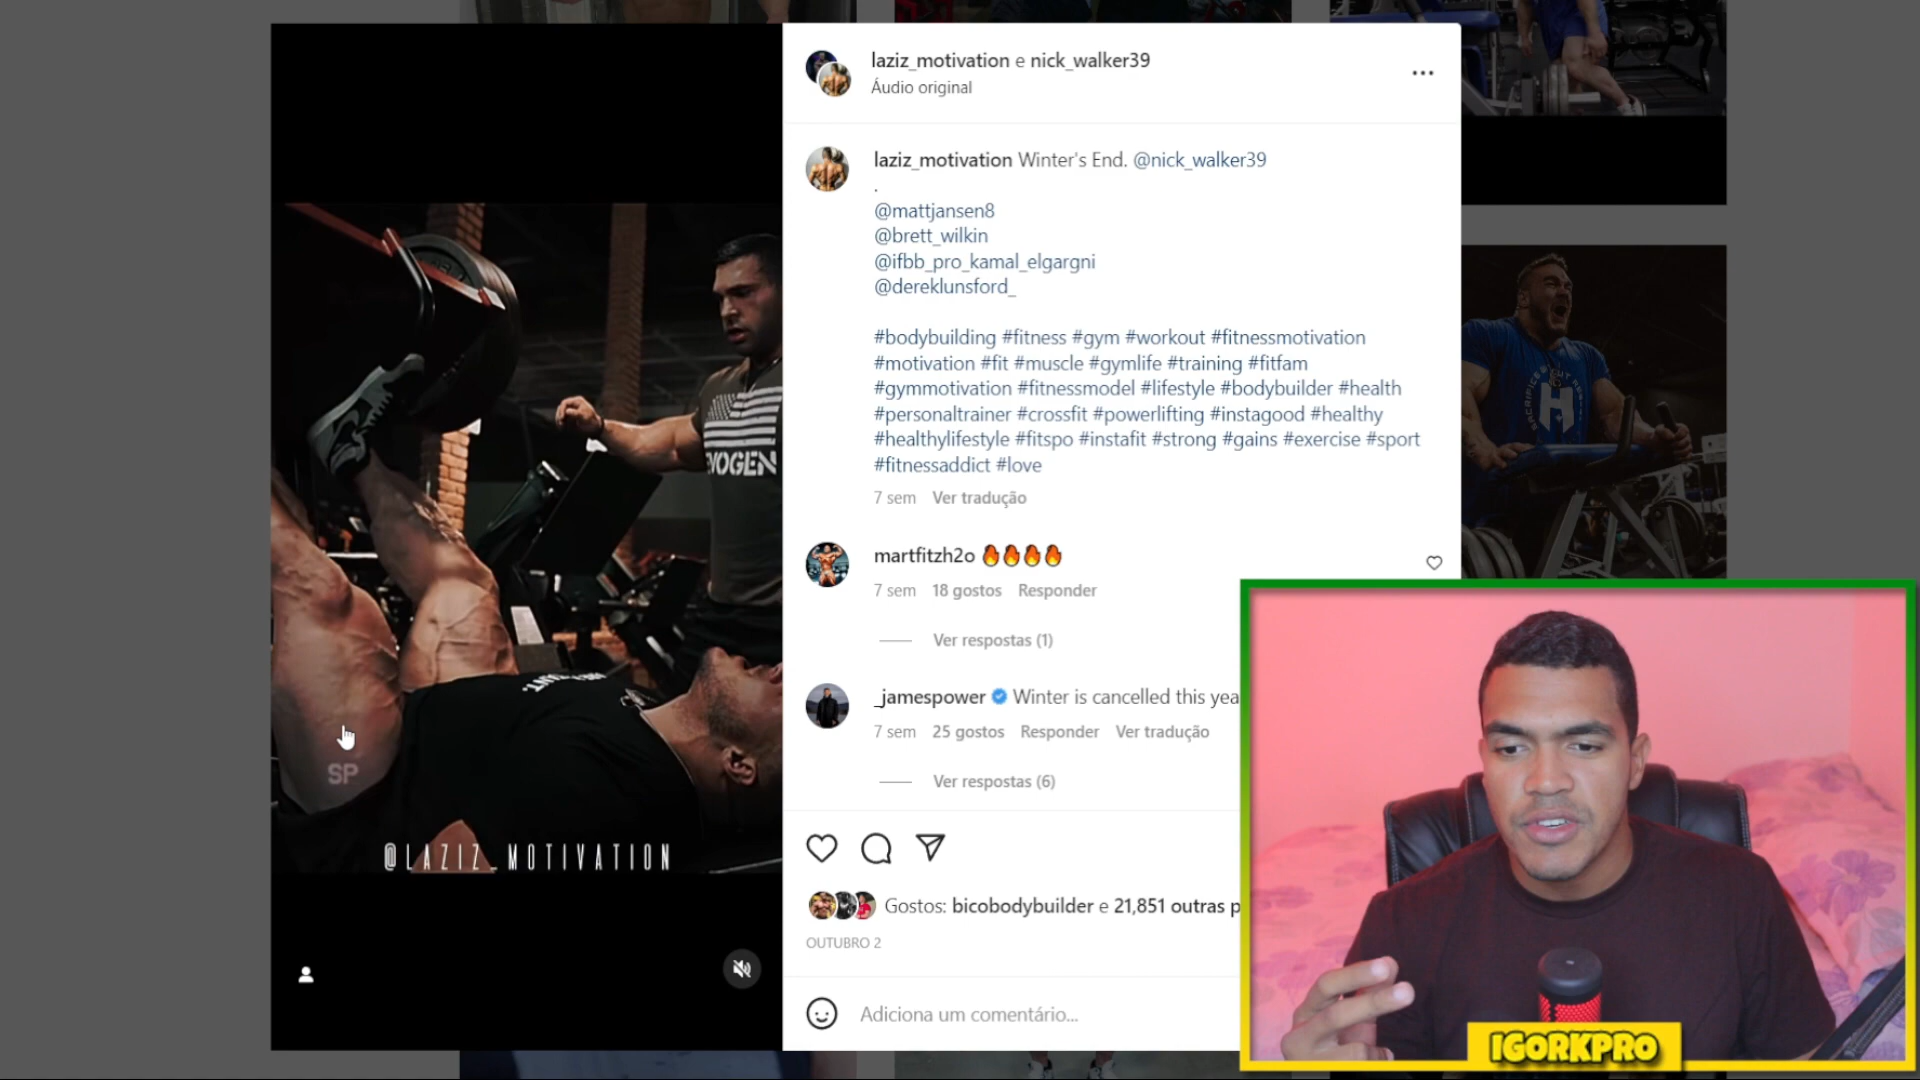 laziz_motivation e nick_walker39
Áudio original
laziz_motivation Winter's End. @nick_walker39
.
@mattjansen8
@brett_wilkin
@ifbb_pro_kamal_elgargni
@dereklunsford_
#bodybuilding #fitness #gym #workout #fitnessmotivation
#motivation #fit #muscle #gymlife #training #fitfam
#gymmotivation #fitnessmodel #lifestyle #bodybuilder #health
#personaltrainer #crossfit #powerlifting #instagood #healthy
#healthylifestyle #fitspo #instafit #strong #gains #exercise #sport
#fitnessaddict #love
7 sem Ver tradução
martfitzh2o 🔥🔥🔥🔥
7 sem 18 gostos Responder
Ver respostas (1)
_jamespower Winter is cancelled this yea
7 sem 25 gostos Responder Ver tradução
Ver respostas (6)
Gostos: bicobodybuilder e 21,851 outras p
OUTUBRO 2
Adiciona um comentário...
EVOGEN
SP
@LAZIZ_MOTIVATION
H
IGORKPRO